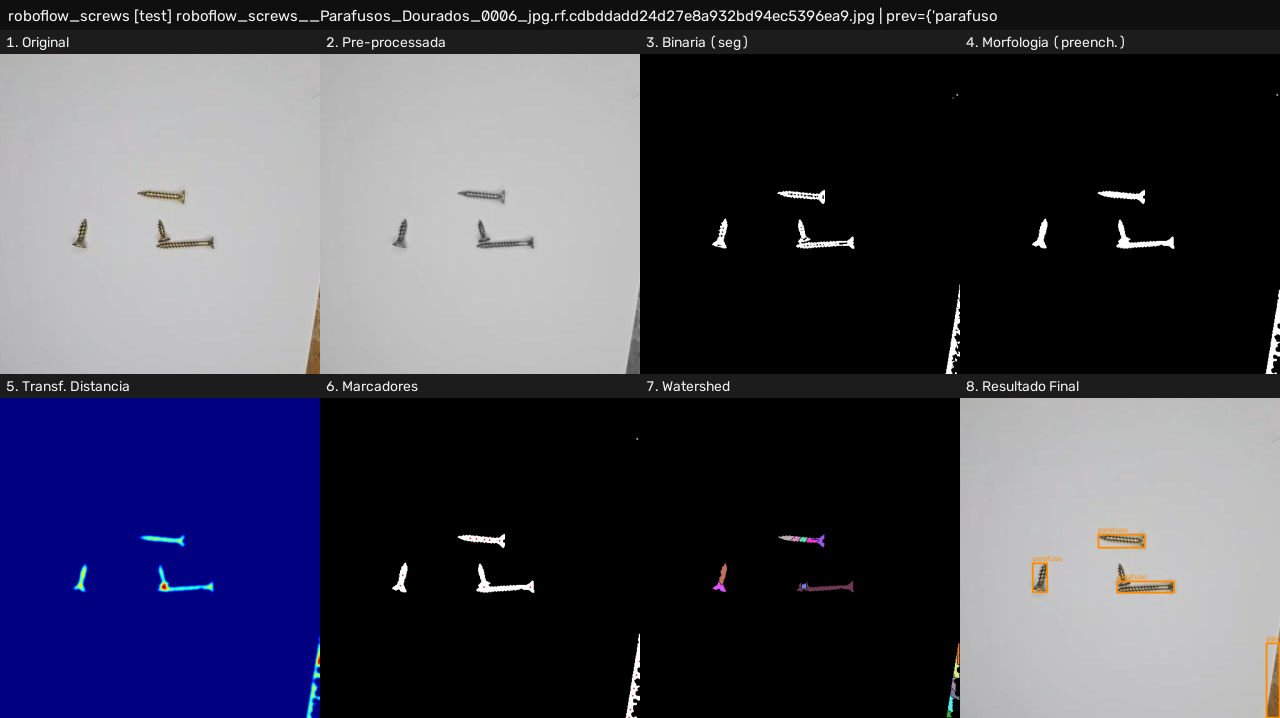 roboflow_screws [test] roboflow_screws__Parafusos_Dourados_0006_jpg.rf.cdbddadd24d27e8a932bd94ec5396ea9.jpg | prev={'parafuso
1. Original
2. Pre-processada
3. Binaria (seg)
4. Morfologia (preench.)
5. Transf. Distancia
6. Marcadores
7. Watershed
8. Resultado Final
parafuso
parafuso
parafuso